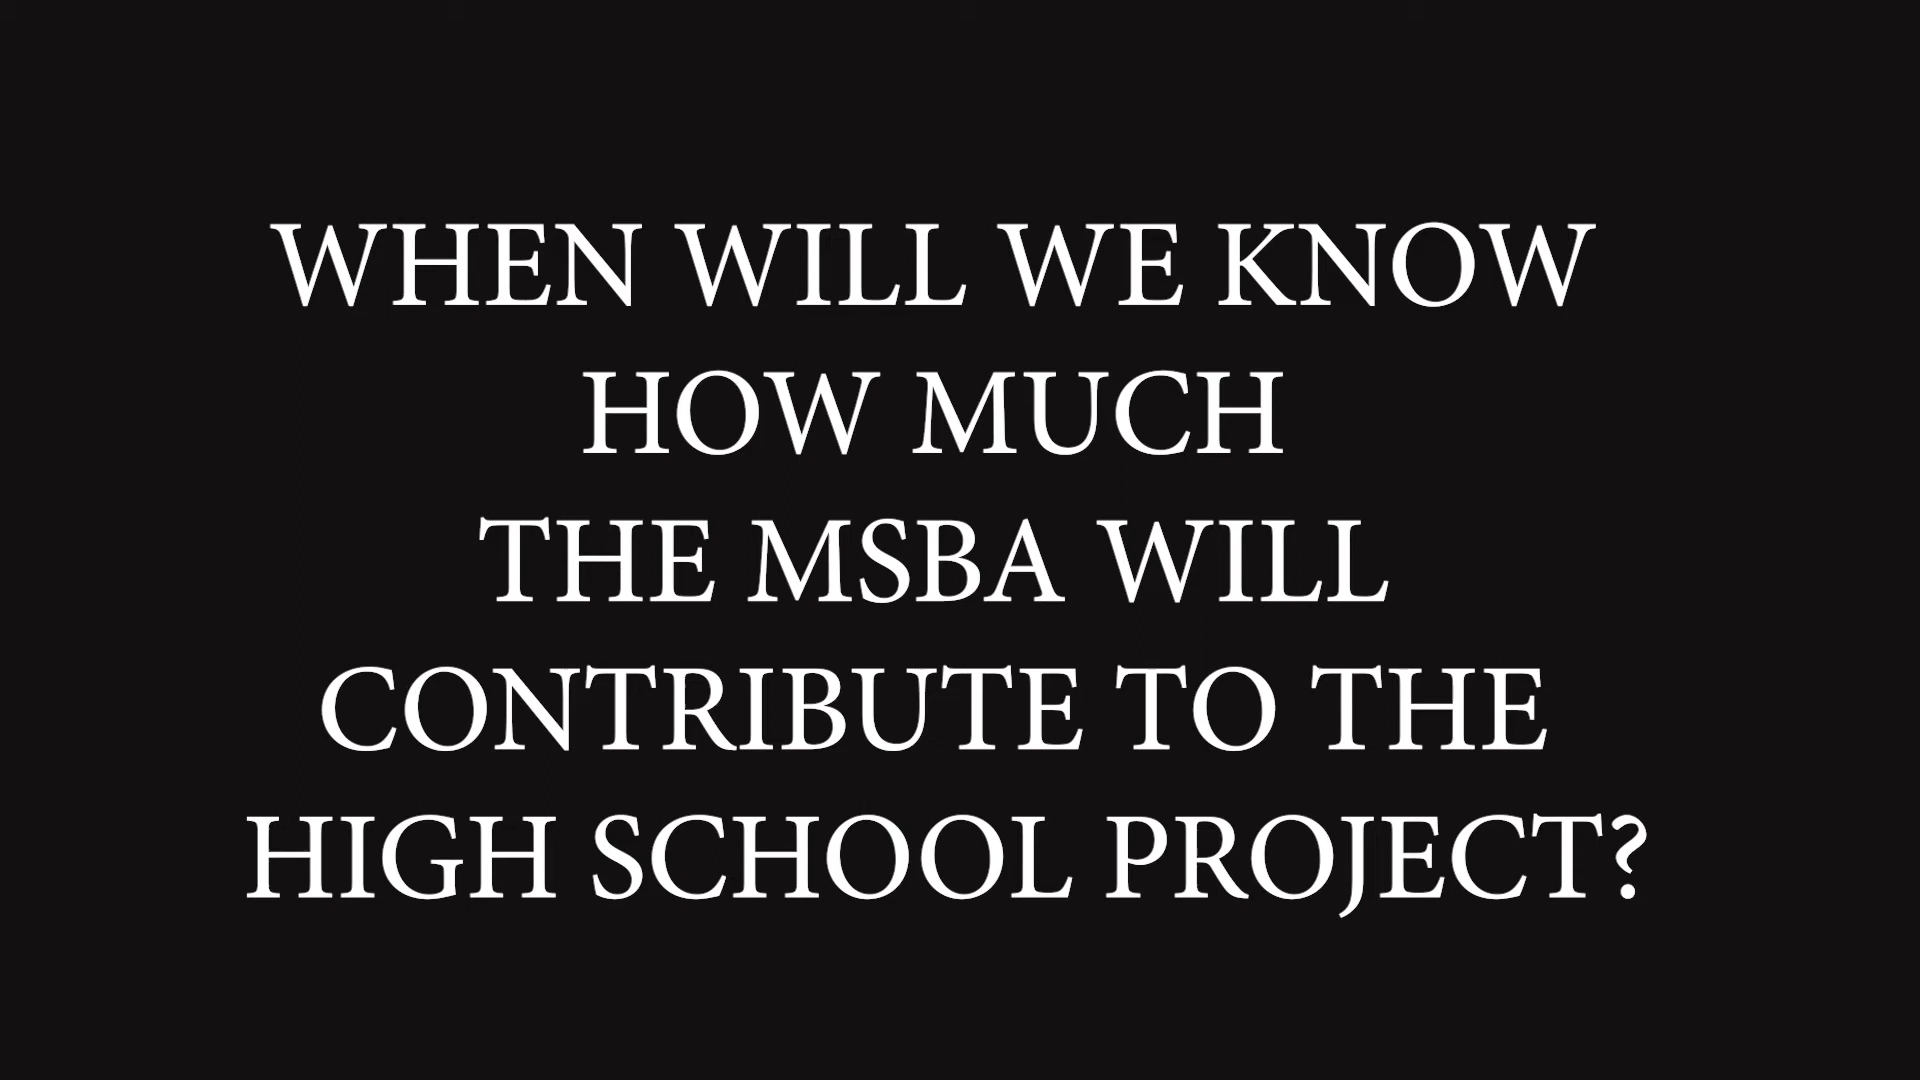 WHEN WILL WE KNOW
HOW MUCH
THE MSBA WILL
CONTRIBUTE TO THE
HIGH SCHOOL PROJECT?